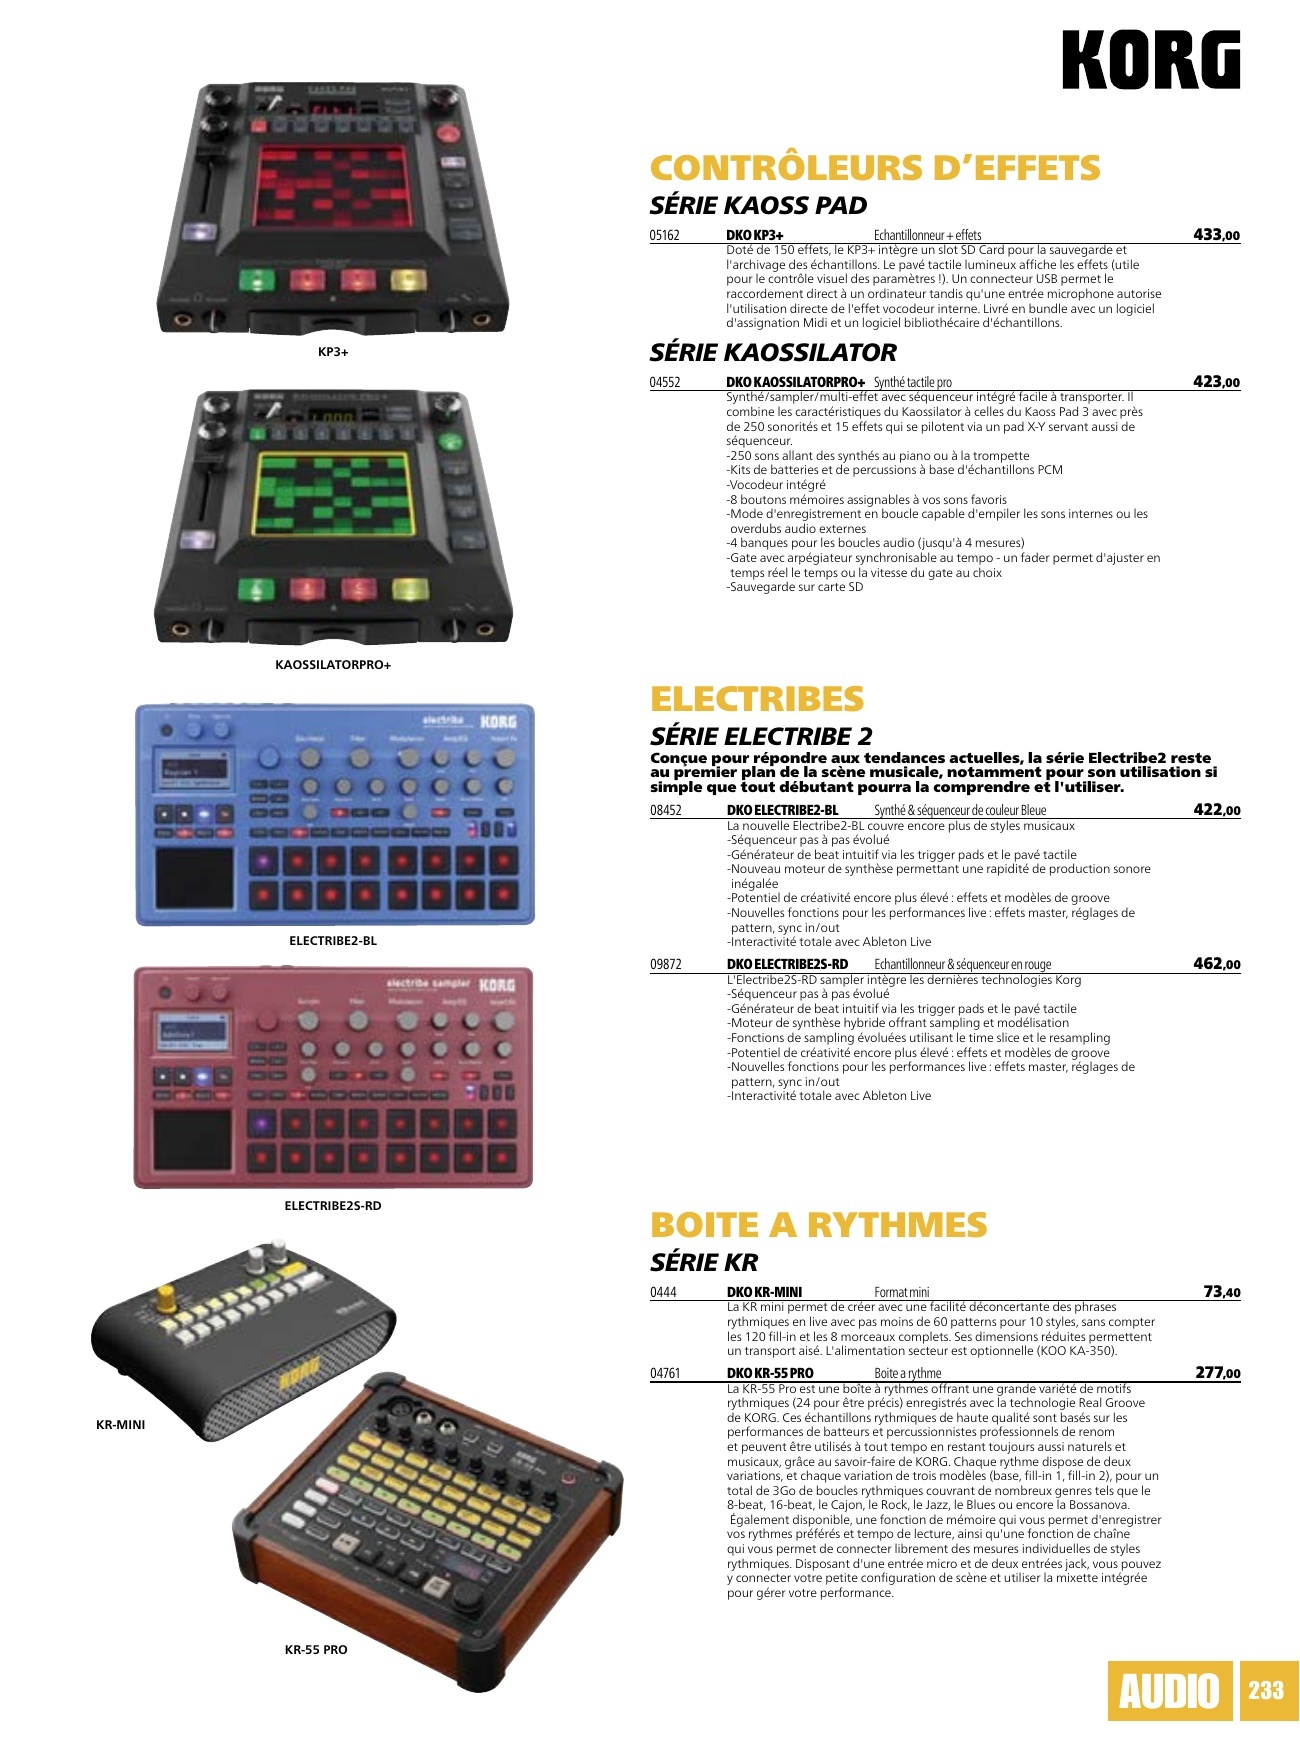 KORG
CONTRÔLEURS D'EFFETS
SÉRIE KAOSS PAD
05162 DKO KP3+ Echantillonneur + effets 433,00
Doté de 150 effets, le KP3+ intègre un slot SD Card pour la sauvegarde et
l'archivage des échantillons. Le pavé tactile lumineux affiche les effets (utile
pour le contrôle visuel des paramètres !). Un connecteur USB permet le
raccordement direct à un ordinateur tandis qu'une entrée microphone autorise
l'utilisation directe de l'effet vocodeur interne. Livré en bundle avec un logiciel
d'assignation Midi et un logiciel bibliothécaire d'échantillons.
KP3+
SÉRIE KAOSSILATOR
04552 DKO KAOSSILATORPRO+ Synthé tactile pro 423,00
Synthé/sampler/multi-effet avec séquenceur intégré facile à transporter. Il
combine les caractéristiques du Kaossilator à celles du Kaoss Pad 3 avec près
de 250 sonorités et 15 effets qui se pilotent via un pad X-Y servant aussi de
séquenceur.
-250 sons allant des synthés au piano ou à la trompette
-Kits de batteries et de percussions à base d'échantillons PCM
-Vocodeur intégré
-8 boutons mémoires assignables à vos sons favoris
-Mode d'enregistrement en boucle capable d'empiler les sons internes ou les
overdubs audio externes
-4 banques pour les boucles audio (jusqu'à 4 mesures)
-Gate avec arpégiateur synchronisable au tempo - un fader permet d'ajuster en
temps réel le temps ou la vitesse du gate au choix
-Sauvegarde sur carte SD
KAOSSILATORPRO+
ELECTRIBES
SÉRIE ELECTRIBE 2
Conçue pour répondre aux tendances actuelles, la série Electribe2 reste
au premier plan de la scène musicale, notamment pour son utilisation si
simple que tout débutant pourra la comprendre et l'utiliser.
08452 DKO ELECTRIBE2-BL Synthé & séquenceur de couleur Bleue 422,00
La nouvelle Electribe2-BL couvre encore plus de styles musicaux
-Séquenceur pas à pas évolué
-Générateur de beat intuitif via les trigger pads et le pavé tactile
-Nouveau moteur de synthèse permettant une rapidité de production sonore
inégalée
-Potentiel de créativité encore plus élevé : effets et modèles de groove
-Nouvelles fonctions pour les performances live : effets master, réglages de
pattern, sync in/out
-Interactivité totale avec Ableton Live
electribe KORG
ELECTRIBE2-BL
09872 DKO ELECTRIBE2S-RD Echantillonneur & séquenceur en rouge 462,00
L'Electribe2S-RD sampler intègre les dernières technologies Korg
-Séquenceur pas à pas évolué
-Générateur de beat intuitif via les trigger pads et le pavé tactile
-Moteur de synthèse hybride offrant sampling et modélisation
-Fonctions de sampling évoluées utilisant le time slice et le resampling
-Potentiel de créativité encore plus élevé : effets et modèles de groove
-Nouvelles fonctions pour les performances live : effets master, réglages de
pattern, sync in/out
-Interactivité totale avec Ableton Live
electribe sampler KORG
ELECTRIBE2S-RD
BOITE A RYTHMES
SÉRIE KR
0444 DKO KR-MINI Format mini 73,40
La KR mini permet de créer avec une facilité déconcertante des phrases
rythmiques en live avec pas moins de 60 patterns pour 10 styles, sans compter
les 120 fill-in et les 8 morceaux complets. Ses dimensions réduites permettent
un transport aisé. L'alimentation secteur est optionnelle (KOO KA-350).
KORG
KR-MINI
04761 DKO KR-55 PRO Boite a rythme 277,00
La KR-55 Pro est une boîte à rythmes offrant une grande variété de motifs
rythmiques (24 pour être précis) enregistrés avec la technologie Real Groove
de KORG. Ces échantillons rythmiques de haute qualité sont basés sur les
performances de batteurs et percussionnistes professionnels de renom
et peuvent être utilisés à tout tempo en restant toujours aussi naturels et
musicaux, grâce au savoir-faire de KORG. Chaque rythme dispose de deux
variations, et chaque variation de trois modèles (base, fill-in 1, fill-in 2), pour un
total de 3Go de boucles rythmiques couvrant de nombreux genres tels que le
8-beat, 16-beat, le Cajon, le Rock, le Jazz, le Blues ou encore la Bossanova.
Également disponible, une fonction de mémoire qui vous permet d'enregistrer
vos rythmes préférés et tempo de lecture, ainsi qu'une fonction de chaîne
qui vous permet de connecter librement des mesures individuelles de styles
rythmiques. Disposant d'une entrée micro et de deux entrées jack, vous pouvez
y connecter votre petite configuration de scène et utiliser la mixette intégrée
pour gérer votre performance.
KR-55 PRO
AUDIO 233